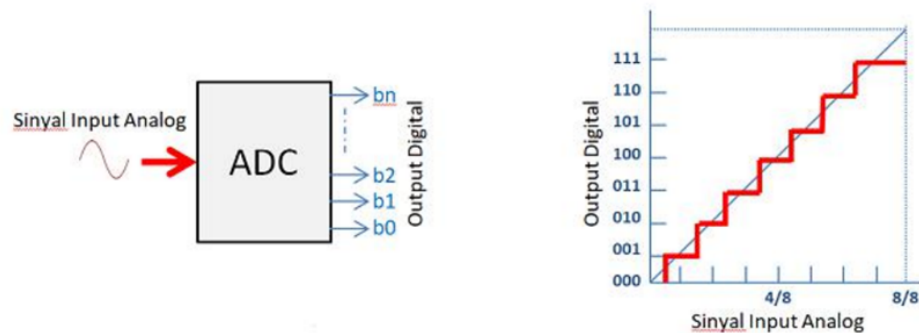 Sinyal Input Analog
ADC
bn
b2
b1
b0
Output Digital
Output Digital
111
110
101
100
011
010
001
000
4/8
8/8
Sinyal Input Analog